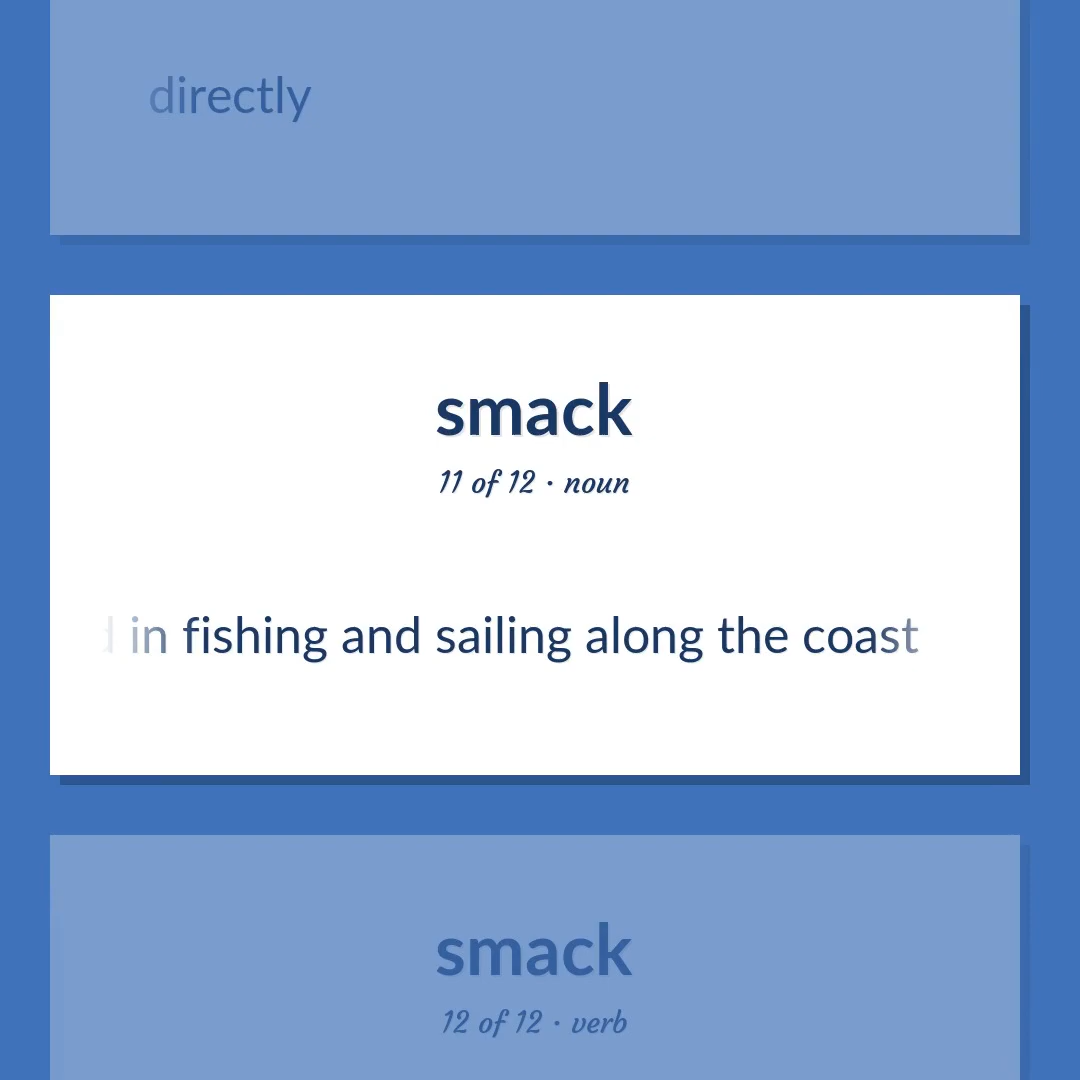 directly
smack
11 of 12 · noun
in fishing and sailing along the coast
smack
12 of 12 · verb